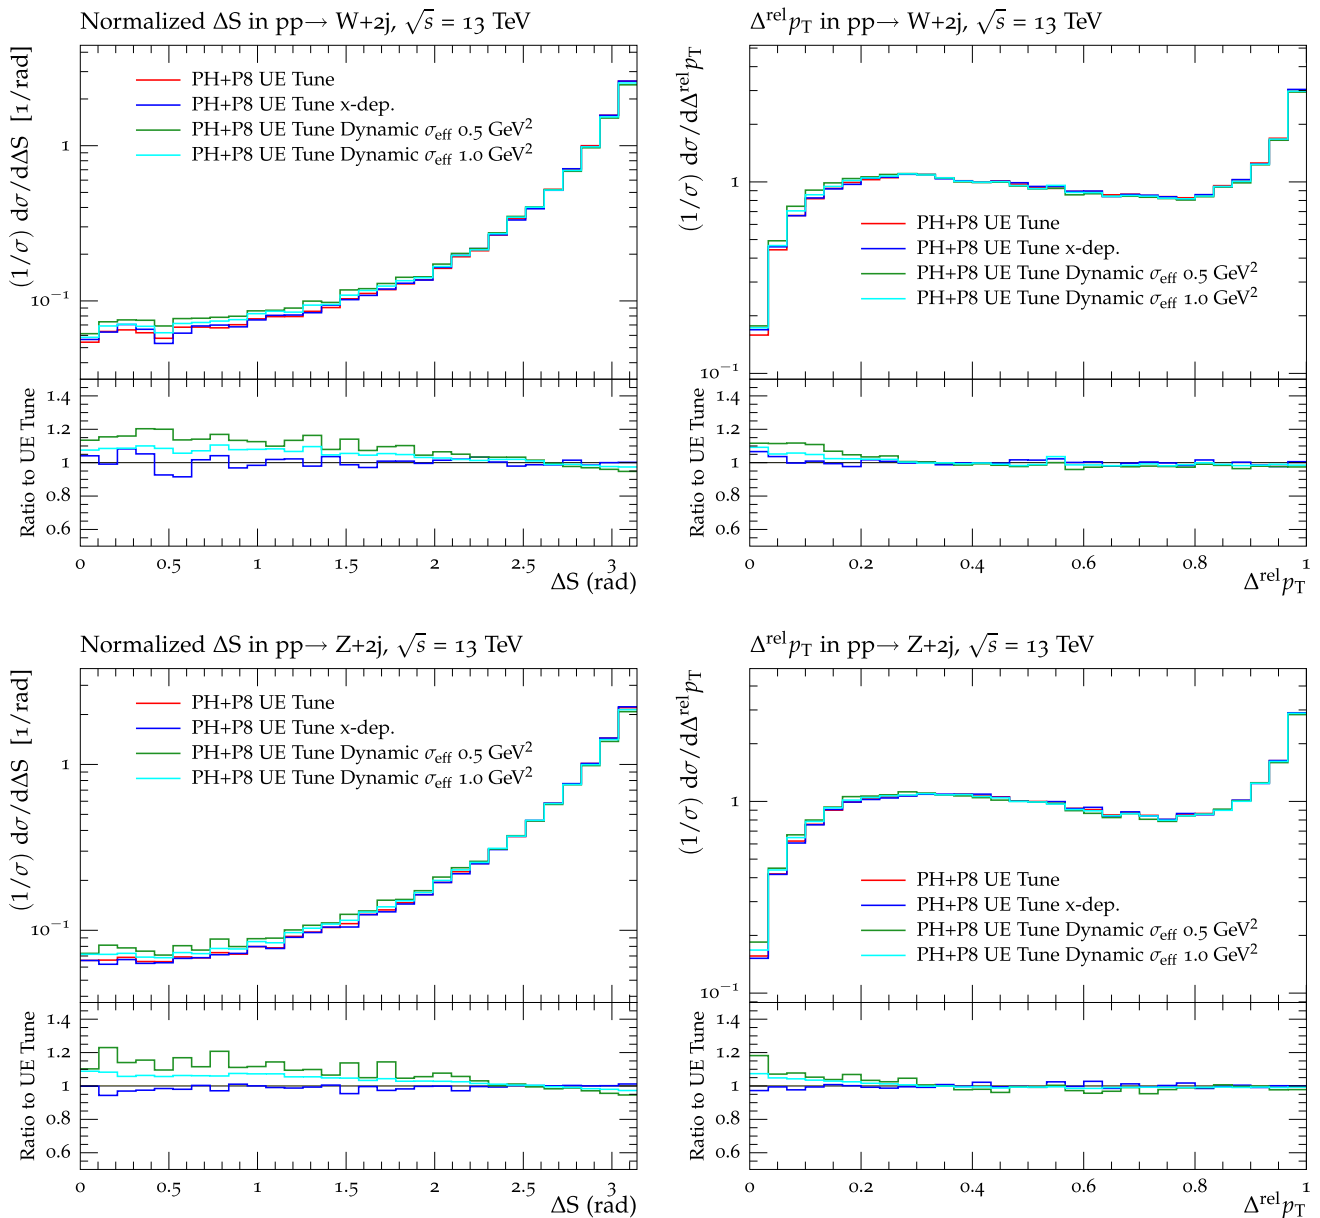 Normalized ΔS in pp→ W+2j, √s = 13 TeV
(1/σ) dσ/dΔS [1/rad]
PH+P8 UE Tune
PH+P8 UE Tune x-dep.
PH+P8 UE Tune Dynamic σeff 0.5 GeV²
PH+P8 UE Tune Dynamic σeff 1.0 GeV²
1
10⁻¹
Ratio to UE Tune
1.4
1.2
1
0.8
0.6
0 0.5 1 1.5 2 2.5 3
ΔS (rad)
ΔʳᵉˡpT in pp→ W+2j, √s = 13 TeV
(1/σ) dσ/dΔʳᵉˡpT
1
PH+P8 UE Tune
PH+P8 UE Tune x-dep.
PH+P8 UE Tune Dynamic σeff 0.5 GeV²
PH+P8 UE Tune Dynamic σeff 1.0 GeV²
10⁻¹
Ratio to UE Tune
1.4
1.2
1
0.8
0.6
0 0.2 0.4 0.6 0.8 1
ΔʳᵉˡpT
Normalized ΔS in pp→ Z+2j, √s = 13 TeV
(1/σ) dσ/dΔS [1/rad]
PH+P8 UE Tune
PH+P8 UE Tune x-dep.
PH+P8 UE Tune Dynamic σeff 0.5 GeV²
PH+P8 UE Tune Dynamic σeff 1.0 GeV²
1
10⁻¹
Ratio to UE Tune
1.4
1.2
1
0.8
0.6
0 0.5 1 1.5 2 2.5 3
ΔS (rad)
ΔʳᵉˡpT in pp→ Z+2j, √s = 13 TeV
(1/σ) dσ/dΔʳᵉˡpT
1
PH+P8 UE Tune
PH+P8 UE Tune x-dep.
PH+P8 UE Tune Dynamic σeff 0.5 GeV²
PH+P8 UE Tune Dynamic σeff 1.0 GeV²
10⁻¹
Ratio to UE Tune
1.4
1.2
1
0.8
0.6
0 0.2 0.4 0.6 0.8 1
ΔʳᵉˡpT